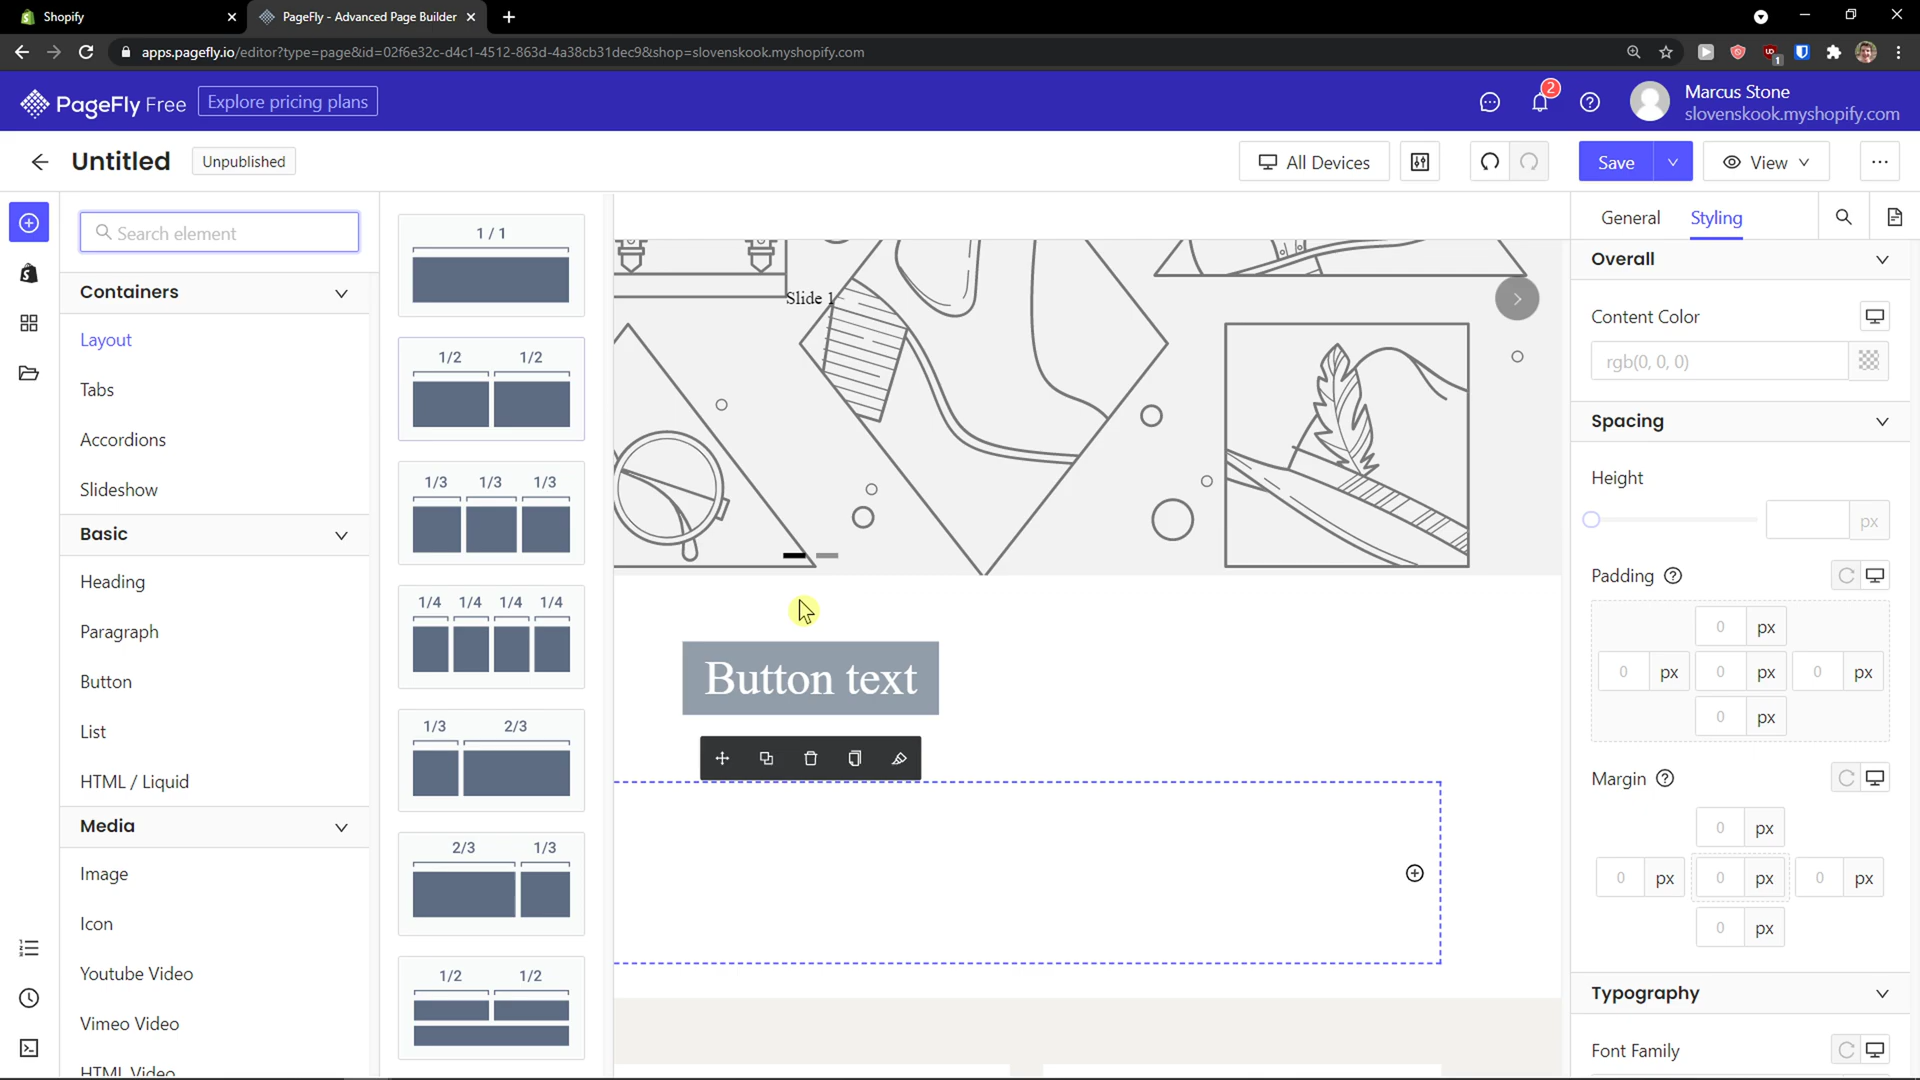 Shopify
PageFly - Advanced Page Builder
apps.pagefly.io/editor?type=page&id=02f6e32c-d4c1-4512-863d-4a38cb31dec9&shop=slovenskook.myshopify.com
1
PageFly Free
Explore pricing plans
2
Marcus Stone
slovenskook.myshopify.com
Untitled
Unpublished
All Devices
Save
View
Search element
Containers
Layout
Tabs
Accordions
Slideshow
Basic
Heading
Paragraph
Button
List
HTML / Liquid
Media
Image
Icon
Youtube Video
Vimeo Video
HTML Video
1 / 1
1/2 1/2
1/3 1/3 1/3
1/4 1/4 1/4 1/4
1/3 2/3
2/3 1/3
1/2 1/2
Slide 1
Button text
General
Styling
Overall
Content Color
rgb(0, 0, 0)
Spacing
Height
px
Padding
0 px
0 px 0 px 0 px
0 px
Margin
0 px
0 px 0 px 0 px
0 px
Typography
Font Family